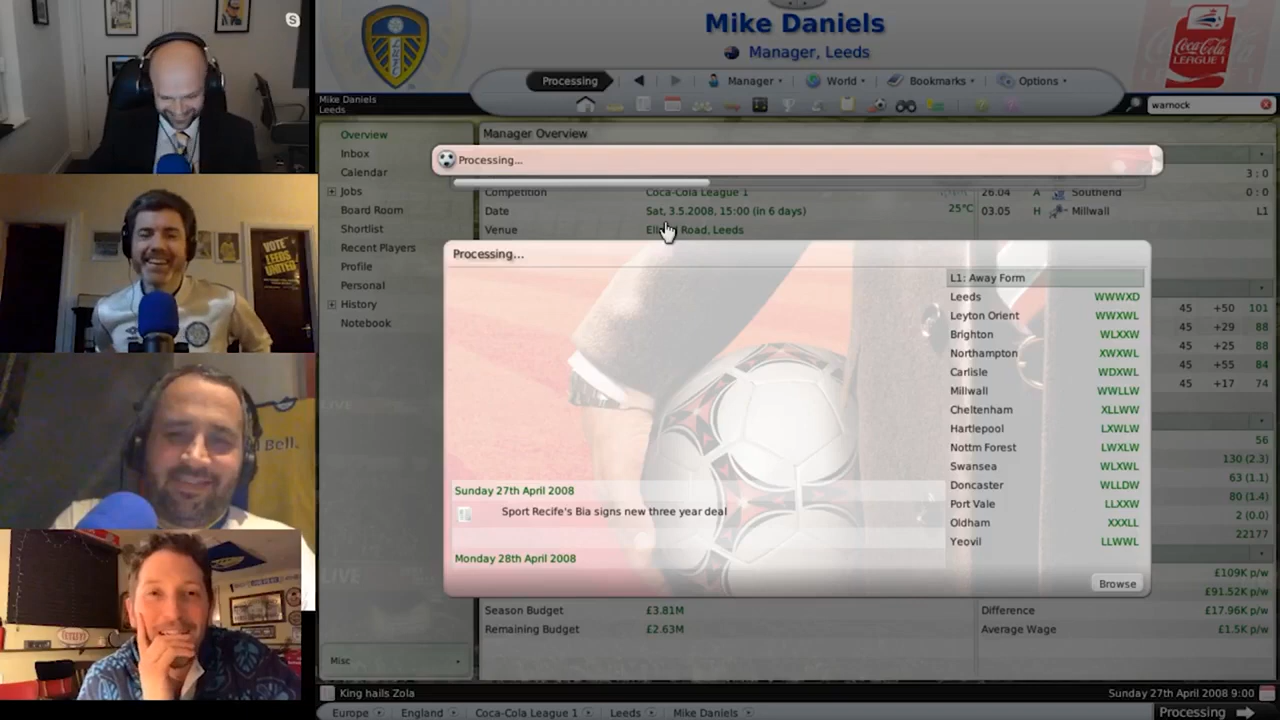 Mike Daniels
Manager, Leeds
Coca-Cola
LEAGUE 1
Processing
Manager
World
Bookmarks
Options
Mike Daniels
Leeds
warnock
Overview
Inbox
Calendar
Jobs
Board Room
Shortlist
Recent Players
Profile
Personal
History
Notebook
Misc
Manager Overview
Processing...
3 : 0
Competition Coca-Cola League 1
26.04 A Southend 0 : 0
Date Sat, 3.5.2008, 15:00 (in 6 days) 25°C
03.05 H Millwall L1
Venue Elland Road, Leeds
Processing...
L1: Away Form
Leeds WWWXD
Leyton Orient WWXWL
Brighton WLXXW
Northampton XWXWL
Carlisle WDXWL
Millwall WWLLW
Cheltenham XLLWW
Hartlepool LXWLW
Nottm Forest LWXLW
Swansea WLXWL
Doncaster WLLDW
Port Vale LLXXW
Oldham XXXLL
Yeovil LLWWL
Sunday 27th April 2008
Sport Recife's Bia signs new three year deal
Monday 28th April 2008
Browse
45 +50 101
45 +29 88
45 +25 88
45 +55 84
45 +17 74
56
130 (2.3)
63 (1.1)
80 (1.4)
2 (0.0)
22177
£109K p/w
£91.52K p/w
Season Budget £3.81M
Difference £17.96K p/w
Remaining Budget £2.63M
Average Wage £1.5K p/w
King hails Zola
Sunday 27th April 2008 9:00
Europe England Coca-Cola League 1 Leeds Mike Daniels
Processing
VOTE
LEEDS
UNITED
Bell.